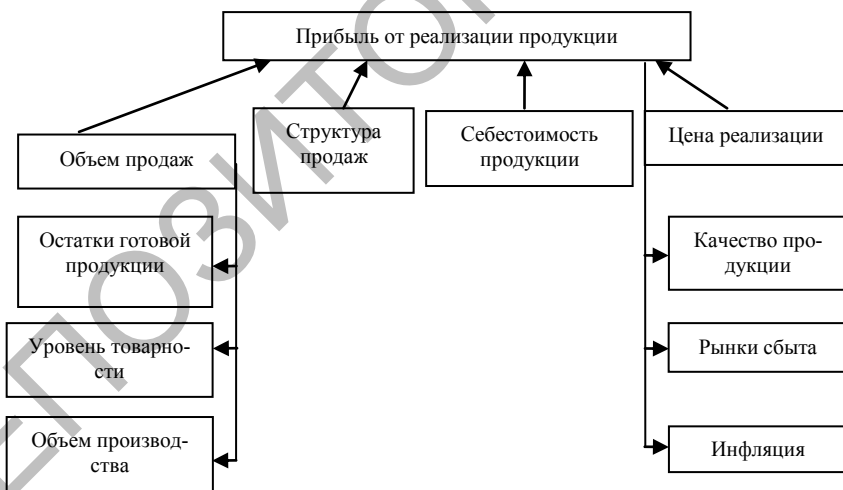 Прибыль от реализации продукции
Объем продаж
Структура
продаж
Себестоимость
продукции
Цена реализации
Остатки готовой
продукции
Уровень товарно-
сти
Объем производ-
ства
Качество про-
дукции
Рынки сбыта
Инфляция
ЕПОЗИТО